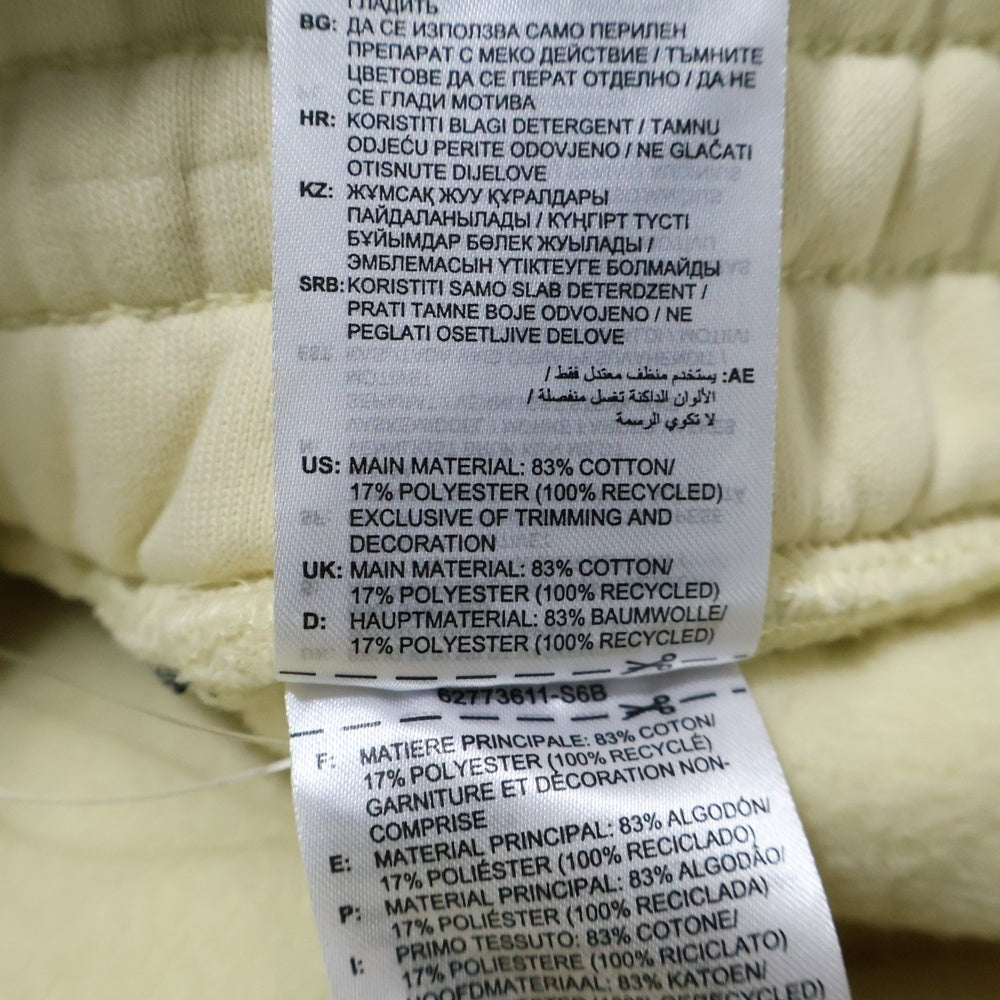 ГЛАДИТЬ
BG: ДА СЕ ИЗПОЛЗВА САМО ПЕРИЛЕН
ПРЕПАРАТ С МЕКО ДЕЙСТВИЕ / ТЪМНИТЕ
ЦВЕТОВЕ ДА СЕ ПЕРАТ ОТДЕЛНО / ДА НЕ
СЕ ГЛАДИ МОТИВА
HR: KORISTITI BLAGI DETERGENT / TAMNU
ODJEĆU PERITE ODOVJENO / NE GLAČATI
OTISNUTE DIJELOVE
KZ: ЖҰМСАҚ ЖУУ ҚҰРАЛДАРЫ
ПАЙДАЛАНЫЛАДЫ / КҮҢГІРТ ТҮСТІ
БҰЙЫМДАР БӨЛЕК ЖУЫЛАДЫ /
ЭМБЛЕМАСЫН ҮТІКТЕУГЕ БОЛМАЙДЫ
SRB: KORISTITI SAMO SLAB DETERDZENT /
PRATI TAMNE BOJE ODVOJENO / NE
PEGLATI OSETLJIVE DELOVE
AE: يستخدم منظف معتدل فقط /
الألوان الداكنة تغسل منفصلة /
لا تكوي الرسمة
US: MAIN MATERIAL: 83% COTTON/
17% POLYESTER (100% RECYCLED)
EXCLUSIVE OF TRIMMING AND
DECORATION
UK: MAIN MATERIAL: 83% COTTON/
17% POLYESTER (100% RECYCLED)
D: HAUPTMATERIAL: 83% BAUMWOLLE/
17% POLYESTER (100% RECYCLED)
62773611-S6B
F: MATIERE PRINCIPALE: 83% COTON/
17% POLYESTER (100% RECYCLÉ)
GARNITURE ET DÉCORATION NON-
COMPRISE
E: MATERIAL PRINCIPAL: 83% ALGODÓN/
17% POLIÉSTER (100% RECICLADO)
P: MATERIAL PRINCIPAL: 83% ALGODÃO/
17% POLIÉSTER (100% RECICLADA)
I: PRIMO TESSUTO: 83% COTONE/
17% POLIESTERE (100% RICICLATO)
HOOFDMATERIAAL: 83% KATOEN/